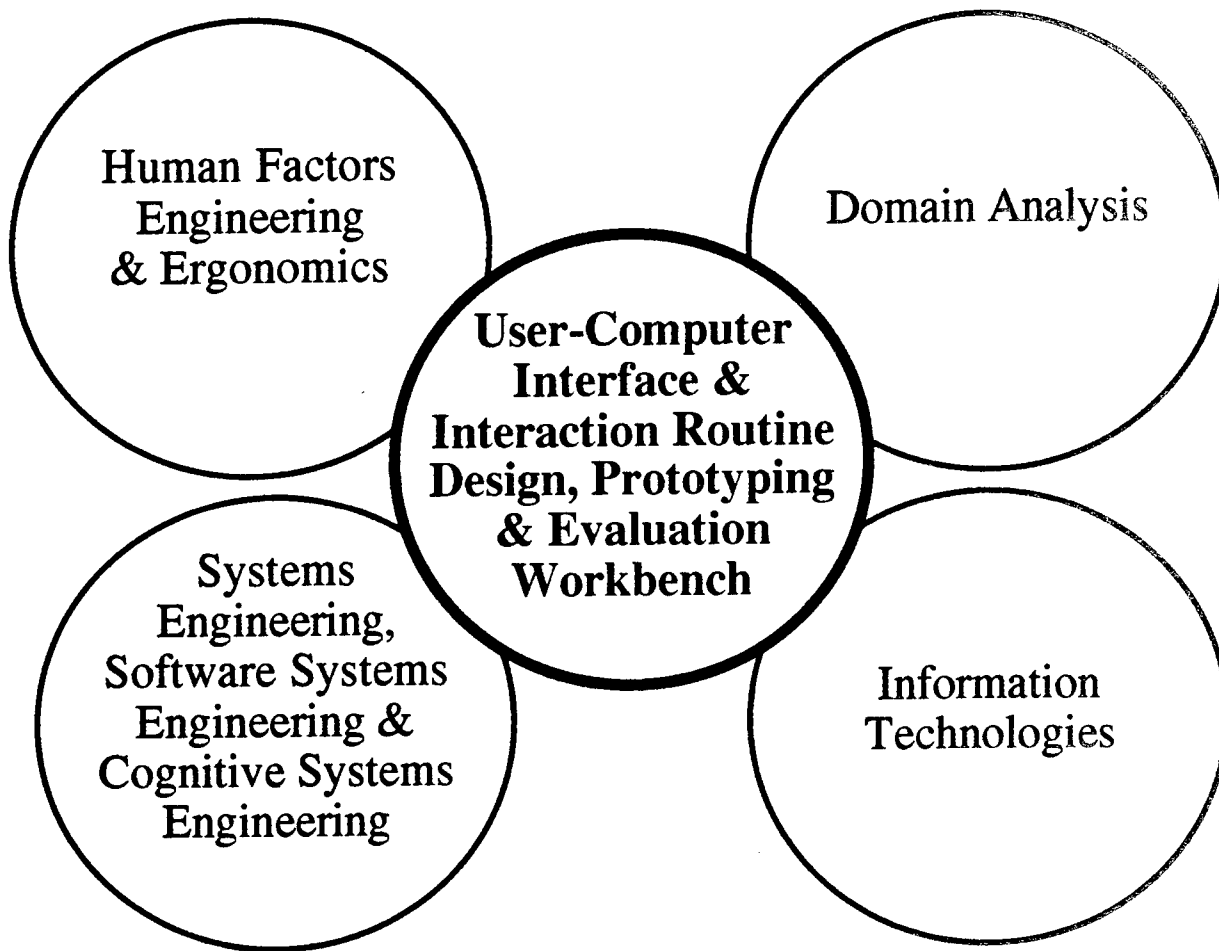 Human Factors
Engineering
& Ergonomics
Domain Analysis
User-Computer
Interface &
Interaction Routine
Design, Prototyping
& Evaluation
Workbench
Systems
Engineering,
Software Systems
Engineering &
Cognitive Systems
Engineering
Information
Technologies